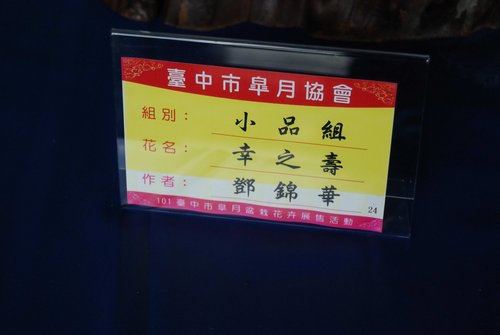 臺中市皐月協會
組別： 小品組
花名： 幸之壽
作者： 鄧錦華
101臺中市皐月盆栽花卉展售活動
24